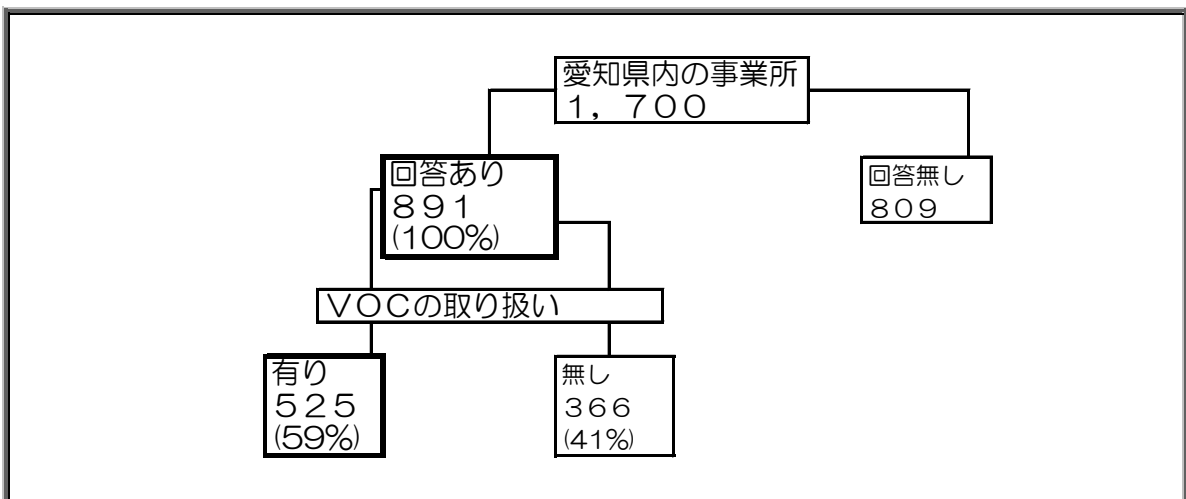 愛知県内の事業所
１，７００
回答あり
８９１
(100%)
回答無し
８０９
ＶＯＣの取り扱い
有り
５２５
(59%)
無し
３６６
(41%)